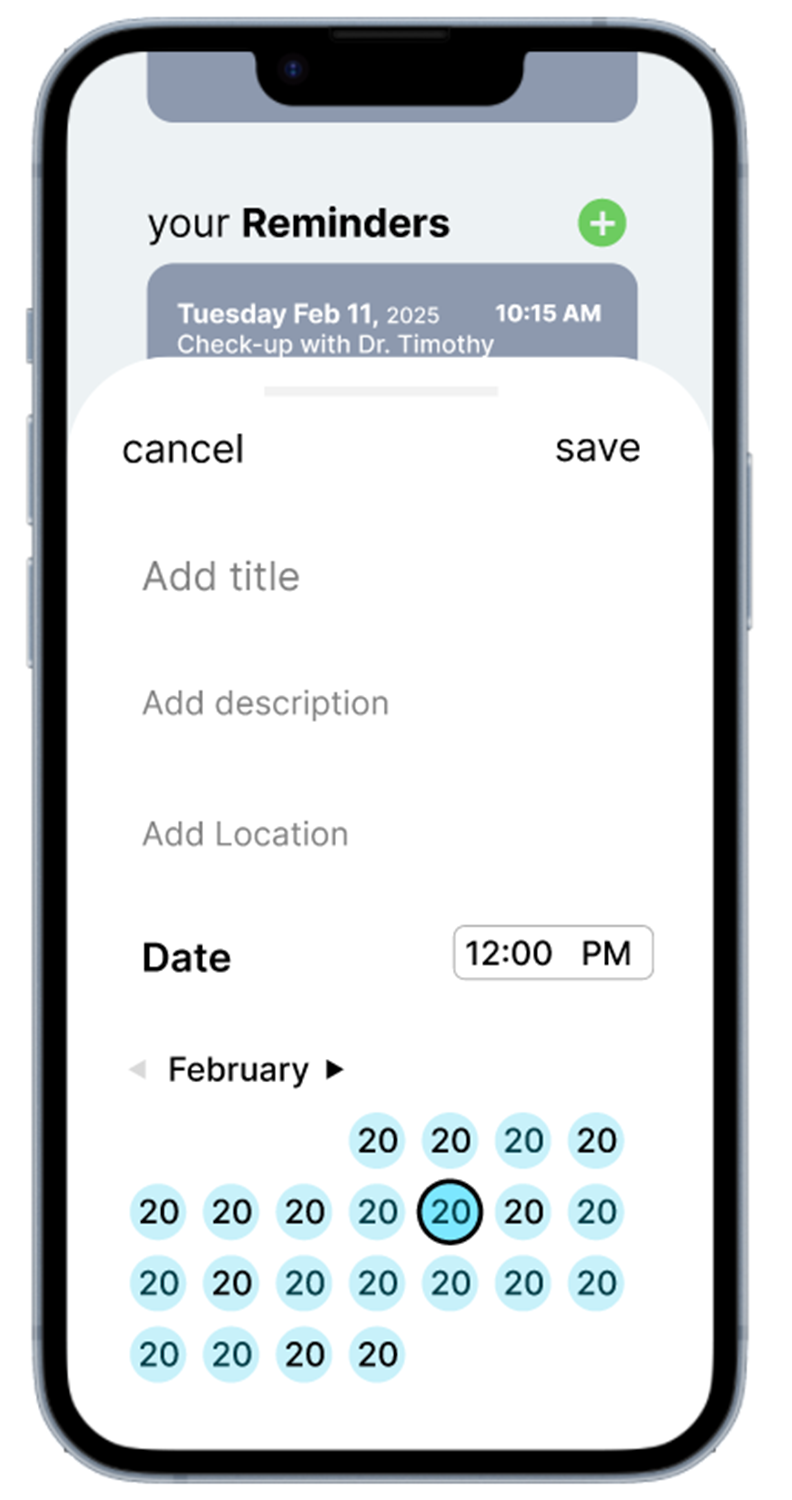 your Reminders
Tuesday Feb 11, 2025 10:15 AM
Check-up with Dr. Timothy
cancel save
Add title
Add description
Add Location
Date 12:00 PM
February
20 20 20 20
20 20 20 20 20 20 20
20 20 20 20 20 20 20
20 20 20 20